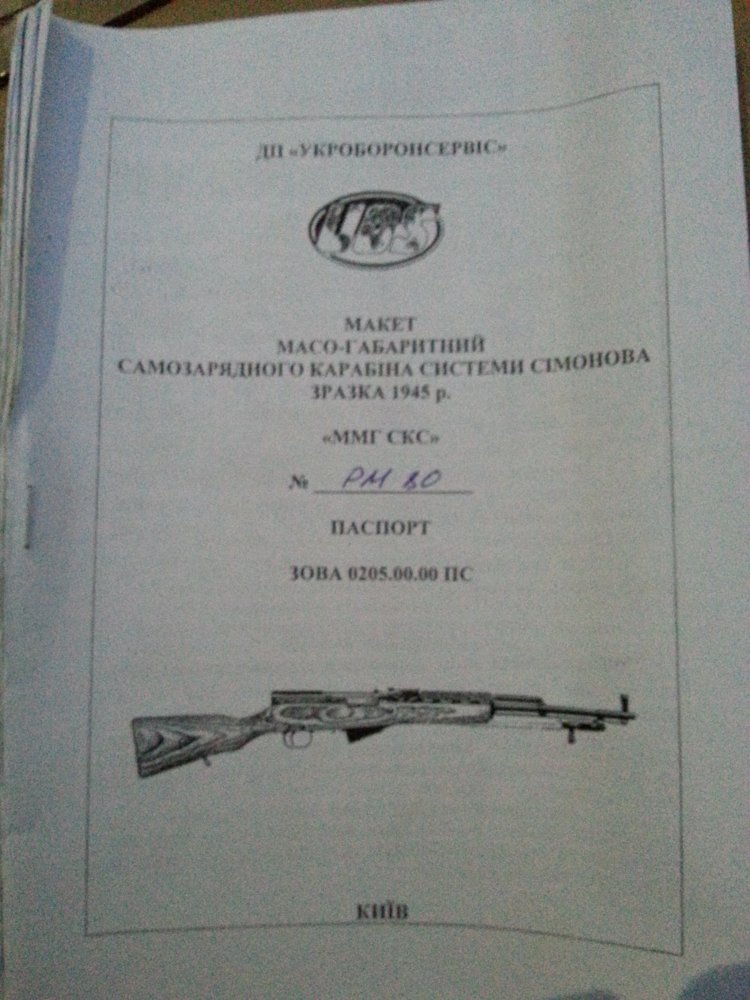 ДП «УКРОБОРОНСЕРВІС»
МАКЕТ
МАСО-ГАБАРИТНИЙ
САМОЗАРЯДНОГО КАРАБІНА СИСТЕМИ СІМОНОВА
ЗРАЗКА 1945 р.
«ММГ СКС»
№ РМ 80
ПАСПОРТ
ЗОВА 0205.00.00 ПС
КИЇВ